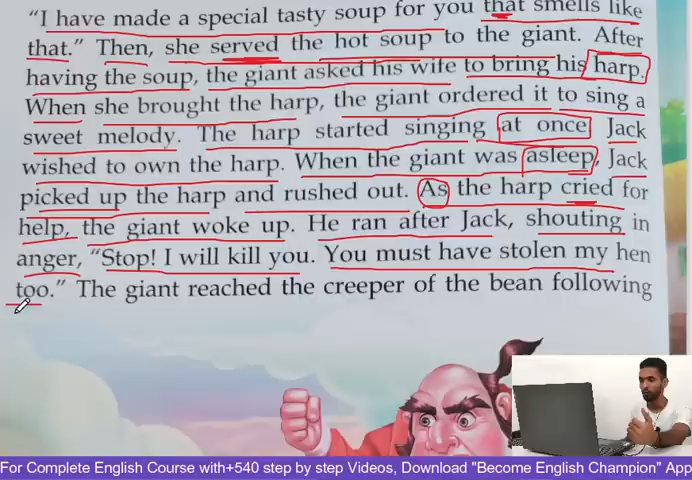 “I have made a special tasty soup for you that smells like
that.” Then, she served the hot soup to the giant. After
having the soup, the giant asked his wife to bring his harp.
When she brought the harp, the giant ordered it to sing a
sweet melody. The harp started singing at once Jack
wished to own the harp. When the giant was asleep, Jack
picked up the harp and rushed out. As the harp cried for
help, the giant woke up. He ran after Jack, shouting in
anger, “Stop! I will kill you. You must have stolen my hen
too.” The giant reached the creeper of the bean following
For Complete English Course with+540 step by step Videos, Download "Become English Champion" App